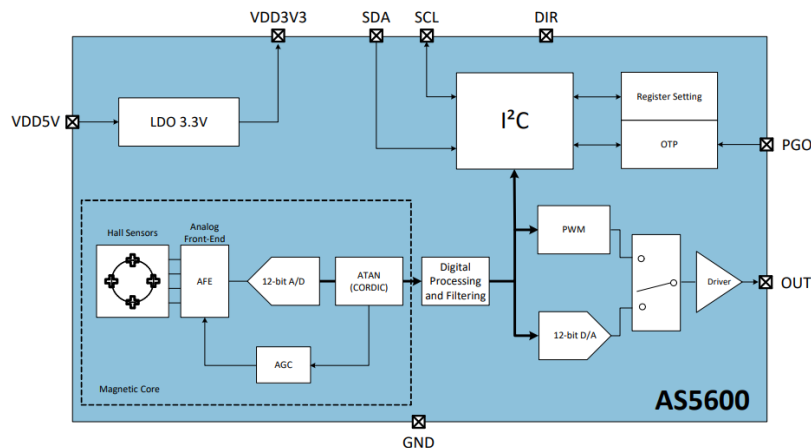 VDD3V3
SDA
SCL
DIR
VDD5V
LDO 3.3V
I²C
Register Setting
OTP
PGO
Hall Sensors
Analog
Front-End
AFE
12-bit A/D
ATAN
(CORDIC)
Digital
Processing
and Filtering
PWM
12-bit D/A
Driver
OUT
AGC
Magnetic Core
AS5600
GND